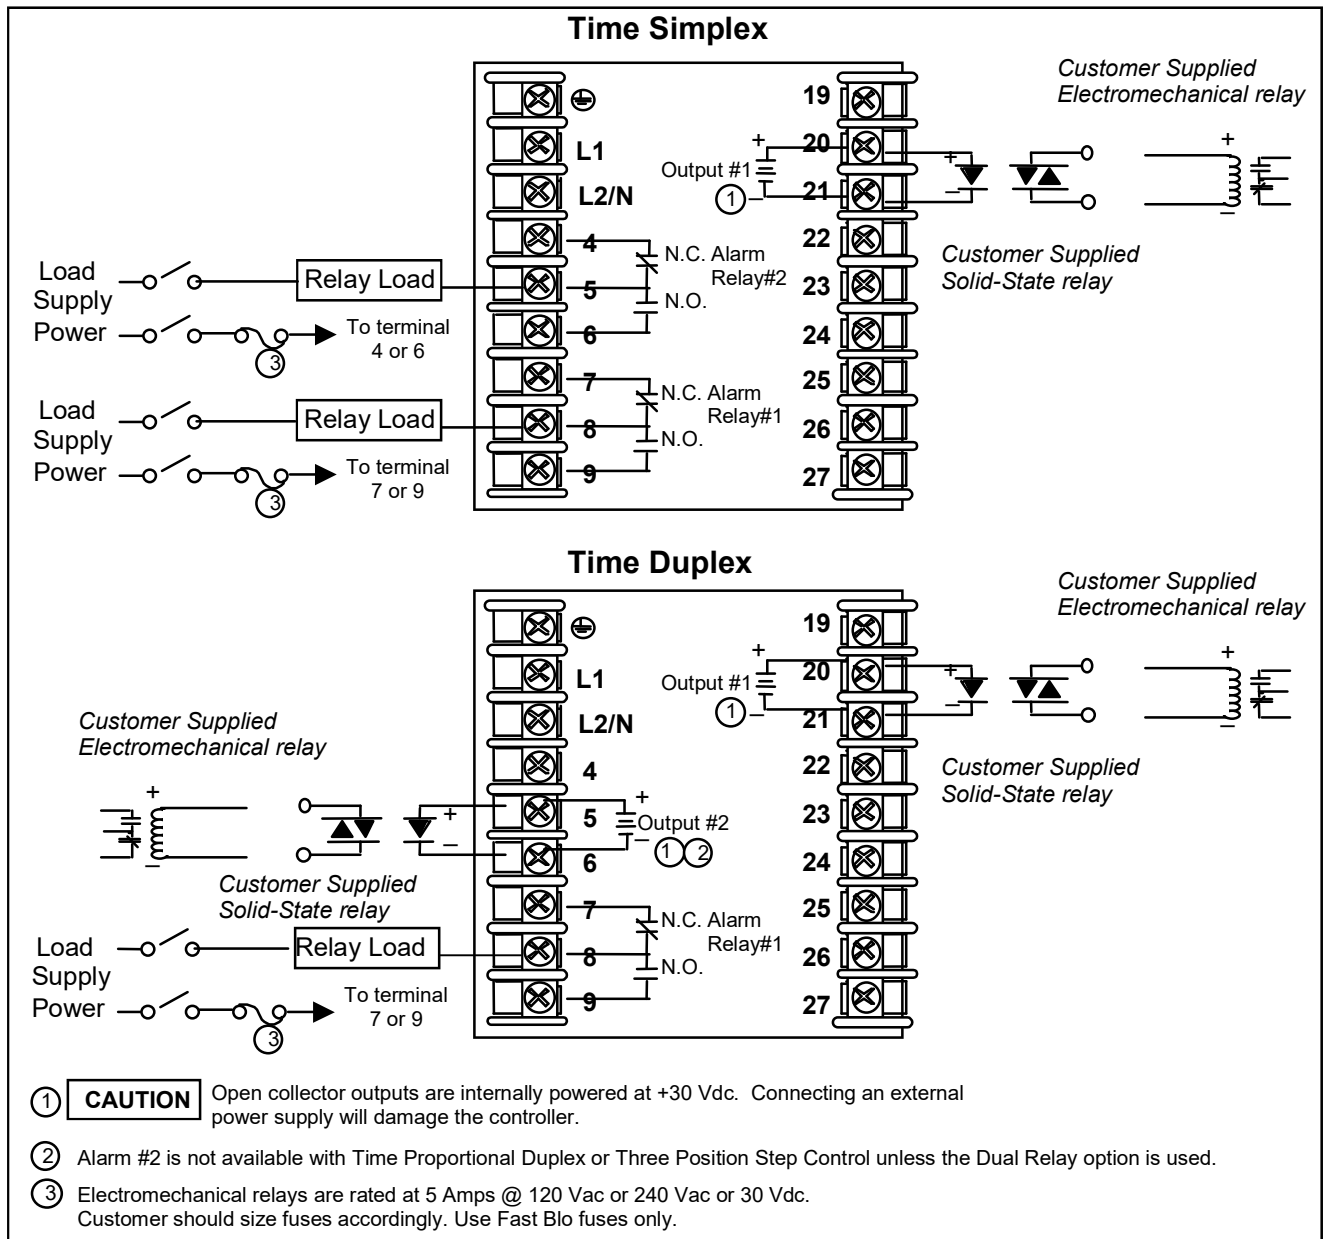 Time Simplex
Customer Supplied
Electromechanical relay
L1
L2/N
4
5
6
7
8
9
19
20
21
22
23
24
25
26
27
+
Output #1
1
–
+
–
+
–
Customer Supplied
Solid-State relay
N.C. Alarm
Relay#2
N.O.
N.C. Alarm
Relay#1
N.O.
Load
Supply
Power
Relay Load
3
To terminal
4 or 6
Load
Supply
Power
Relay Load
3
To terminal
7 or 9
Time Duplex
Customer Supplied
Electromechanical relay
L1
L2/N
4
5
6
7
8
9
19
20
21
22
23
24
25
26
27
+
Output #1
1
–
+
–
+
–
Customer Supplied
Solid-State relay
Customer Supplied
Electromechanical relay
+
–
+
–
+
Output #2
–
1 2
Customer Supplied
Solid-State relay
N.C. Alarm
Relay#1
N.O.
Load
Supply
Power
Relay Load
3
To terminal
7 or 9
1 CAUTION Open collector outputs are internally powered at +30 Vdc. Connecting an external
power supply will damage the controller.
2 Alarm #2 is not available with Time Proportional Duplex or Three Position Step Control unless the Dual Relay option is used.
3 Electromechanical relays are rated at 5 Amps @ 120 Vac or 240 Vac or 30 Vdc.
Customer should size fuses accordingly. Use Fast Blo fuses only.